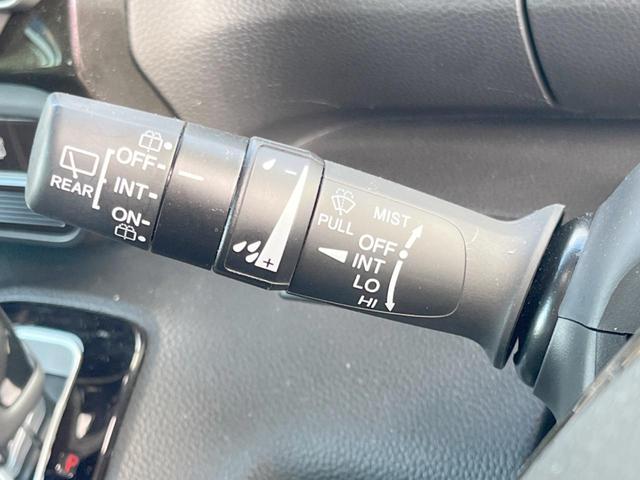 REAR
OFF
INT
ON
-
+
PULL
MIST
OFF
INT
LO
HI
P